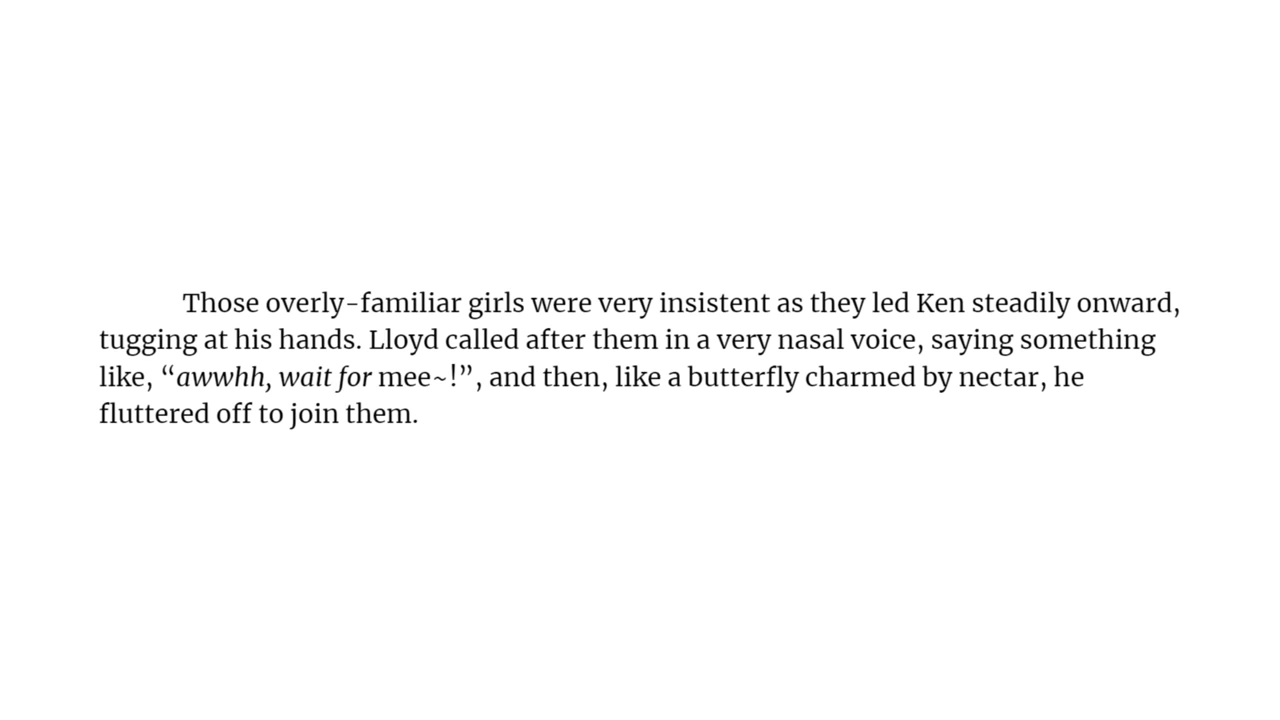 Those overly-familiar girls were very insistent as they led Ken steadily onward,
tugging at his hands. Lloyd called after them in a very nasal voice, saying something
like, “awwhh, wait for mee~!”, and then, like a butterfly charmed by nectar, he
fluttered off to join them.